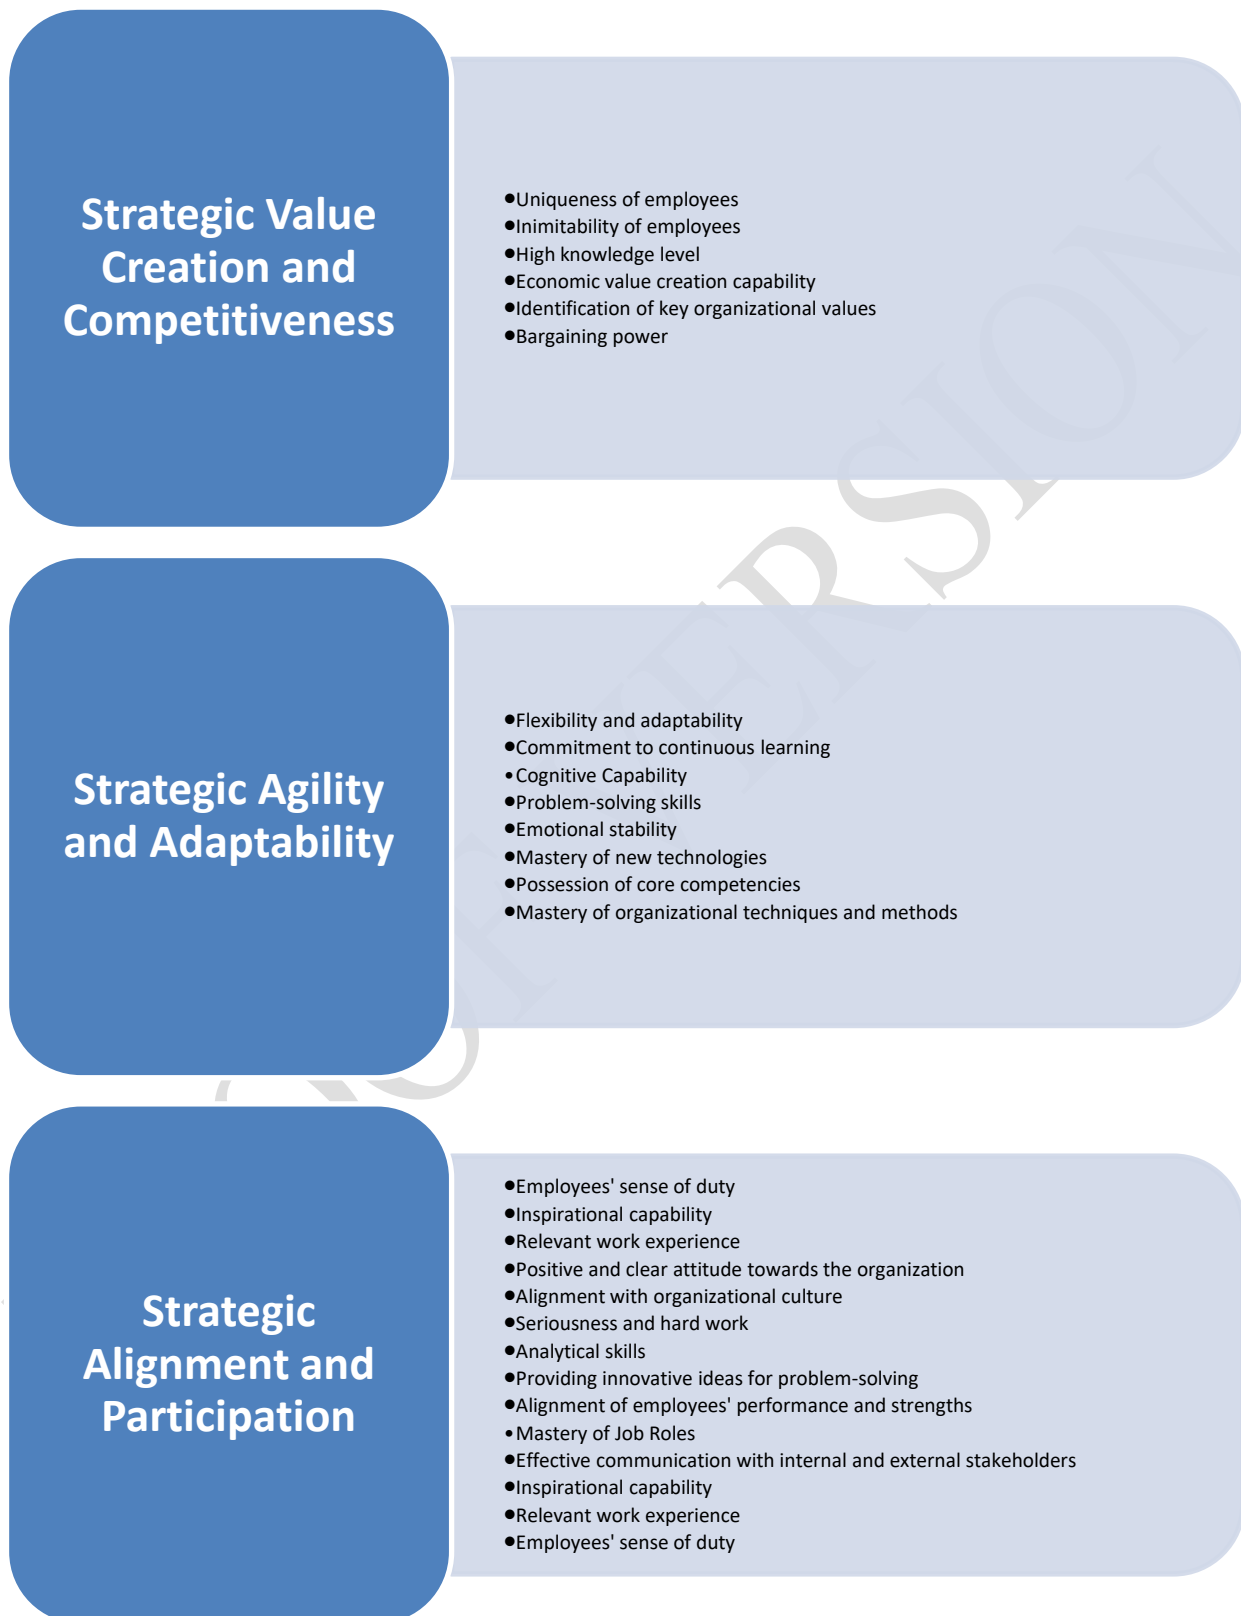 Strategic Value
Creation and
Competitiveness
●Uniqueness of employees
●Inimitability of employees
●High knowledge level
●Economic value creation capability
●Identification of key organizational values
●Bargaining power
Strategic Agility
and Adaptability
●Flexibility and adaptability
●Commitment to continuous learning
•Cognitive Capability
●Problem-solving skills
●Emotional stability
●Mastery of new technologies
●Possession of core competencies
●Mastery of organizational techniques and methods
Strategic
Alignment and
Participation
●Employees' sense of duty
●Inspirational capability
●Relevant work experience
●Positive and clear attitude towards the organization
●Alignment with organizational culture
●Seriousness and hard work
●Analytical skills
●Providing innovative ideas for problem-solving
●Alignment of employees' performance and strengths
•Mastery of Job Roles
●Effective communication with internal and external stakeholders
●Inspirational capability
●Relevant work experience
●Employees' sense of duty
OF VERSION